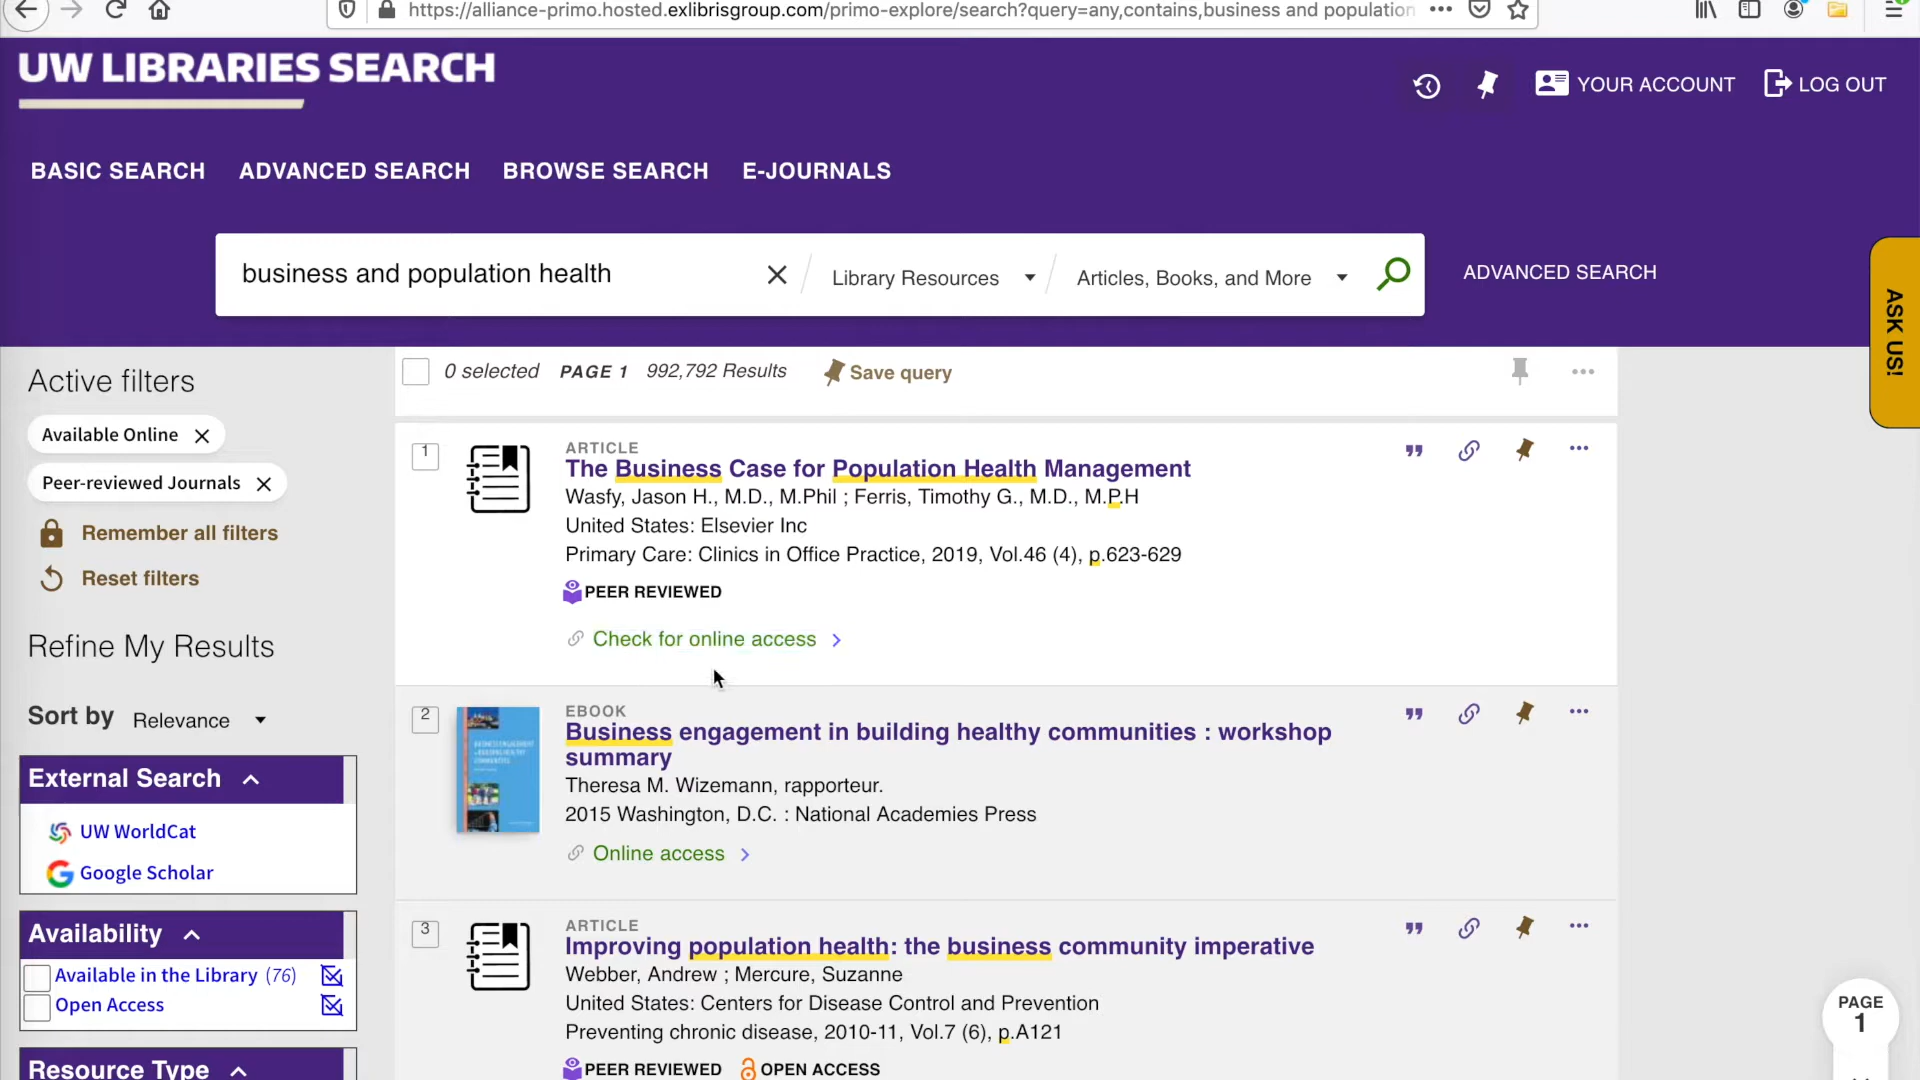 https://alliance-primo.hosted.exlibrisgroup.com/primo-explore/search?query=any,contains,business and population
UW LIBRARIES SEARCH
YOUR ACCOUNT
LOG OUT
BASIC SEARCH
ADVANCED SEARCH
BROWSE SEARCH
E-JOURNALS
business and population health
Library Resources
Articles, Books, and More
ADVANCED SEARCH
ASK US!
Active filters
Available Online
Peer-reviewed Journals
Remember all filters
Reset filters
Refine My Results
Sort by Relevance
External Search
UW WorldCat
Google Scholar
Availability
Available in the Library (76)
Open Access
Resource Type
0 selected PAGE 1 992,792 Results
Save query
1
ARTICLE
The Business Case for Population Health Management
Wasfy, Jason H., M.D., M.Phil ; Ferris, Timothy G., M.D., M.P.H
United States: Elsevier Inc
Primary Care: Clinics in Office Practice, 2019, Vol.46 (4), p.623-629
PEER REVIEWED
Check for online access
2
EBOOK
Business engagement in building healthy communities : workshop
summary
Theresa M. Wizemann, rapporteur.
2015 Washington, D.C. : National Academies Press
Online access
3
ARTICLE
Improving population health: the business community imperative
Webber, Andrew ; Mercure, Suzanne
United States: Centers for Disease Control and Prevention
Preventing chronic disease, 2010-11, Vol.7 (6), p.A121
PEER REVIEWED
OPEN ACCESS
PAGE
1